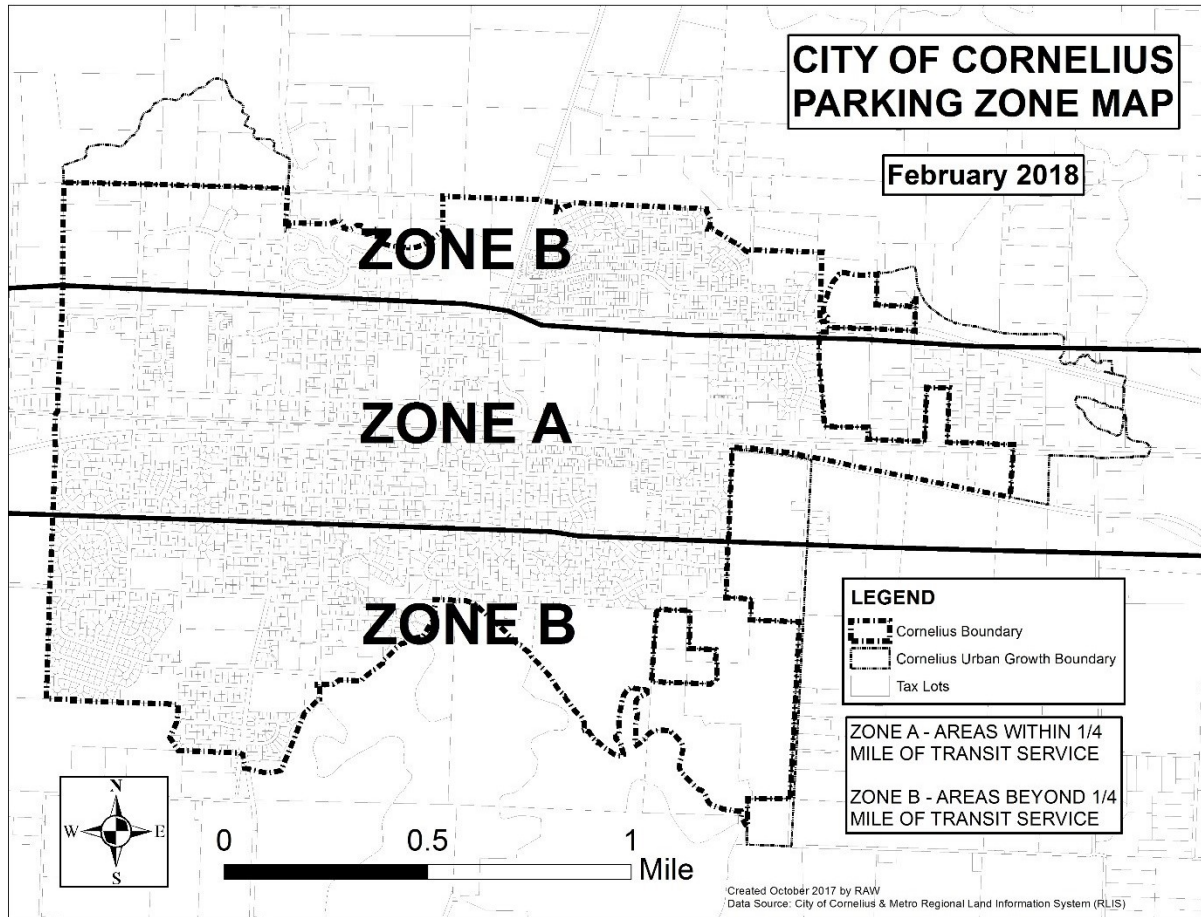 CITY OF CORNELIUS
PARKING ZONE MAP
February 2018
ZONE B
ZONE A
ZONE B
LEGEND
Cornelius Boundary
Cornelius Urban Growth Boundary
Tax Lots
ZONE A - AREAS WITHIN 1/4
MILE OF TRANSIT SERVICE
ZONE B - AREAS BEYOND 1/4
MILE OF TRANSIT SERVICE
N
W E
S
0 0.5 1
Mile
Created October 2017 by RAW
Data Source: City of Cornelius & Metro Regional Land Information System (RLIS)